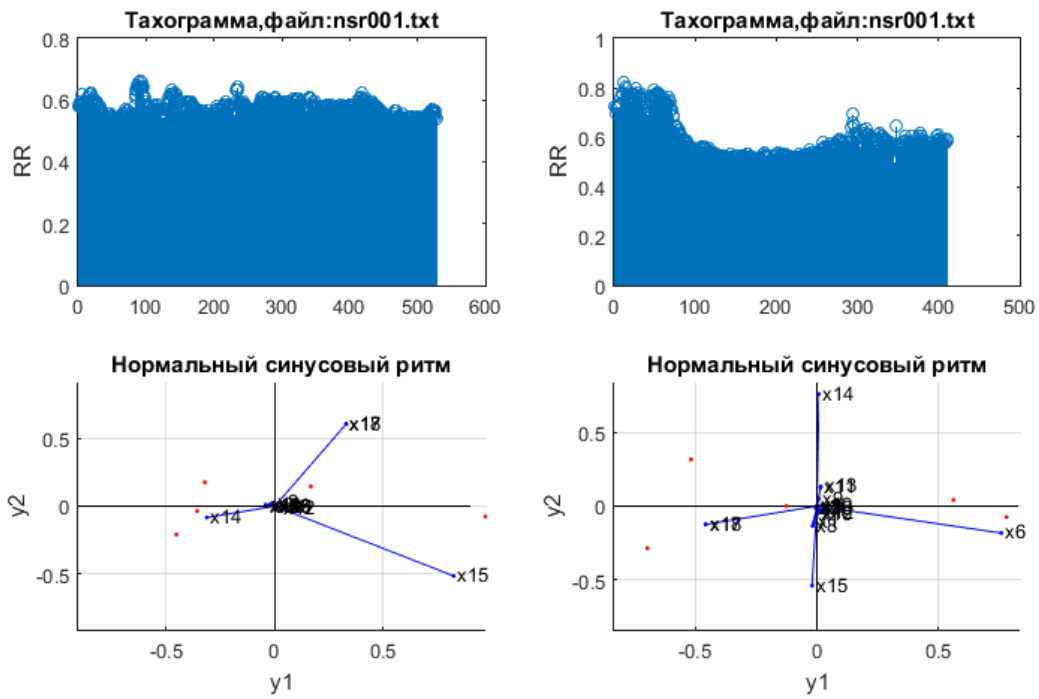 Тахограмма,файл:nsr001.txt
0.8
0.6
0.4
0.2
0
RR
0 100 200 300 400 500 600
Тахограмма,файл:nsr001.txt
1
0.8
0.6
0.4
0.2
0
RR
0 100 200 300 400 500
Нормальный синусовый ритм
0.5
0
-0.5
y2
x14
x15
-0.5 0 0.5
y1
Нормальный синусовый ритм
0.5
0
-0.5
y2
x14
x6
x15
-0.5 0 0.5
y1